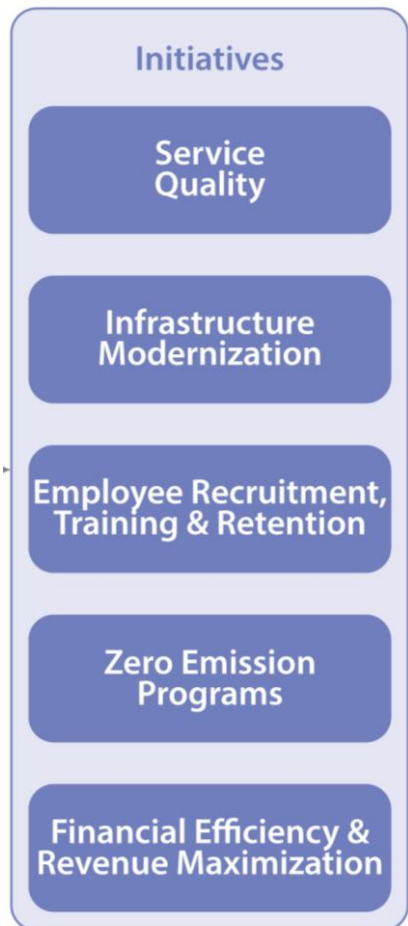 Initiatives
Service
Quality
Infrastructure
Modernization
Employee Recruitment,
Training & Retention
Zero Emission
Programs
Financial Efficiency &
Revenue Maximization